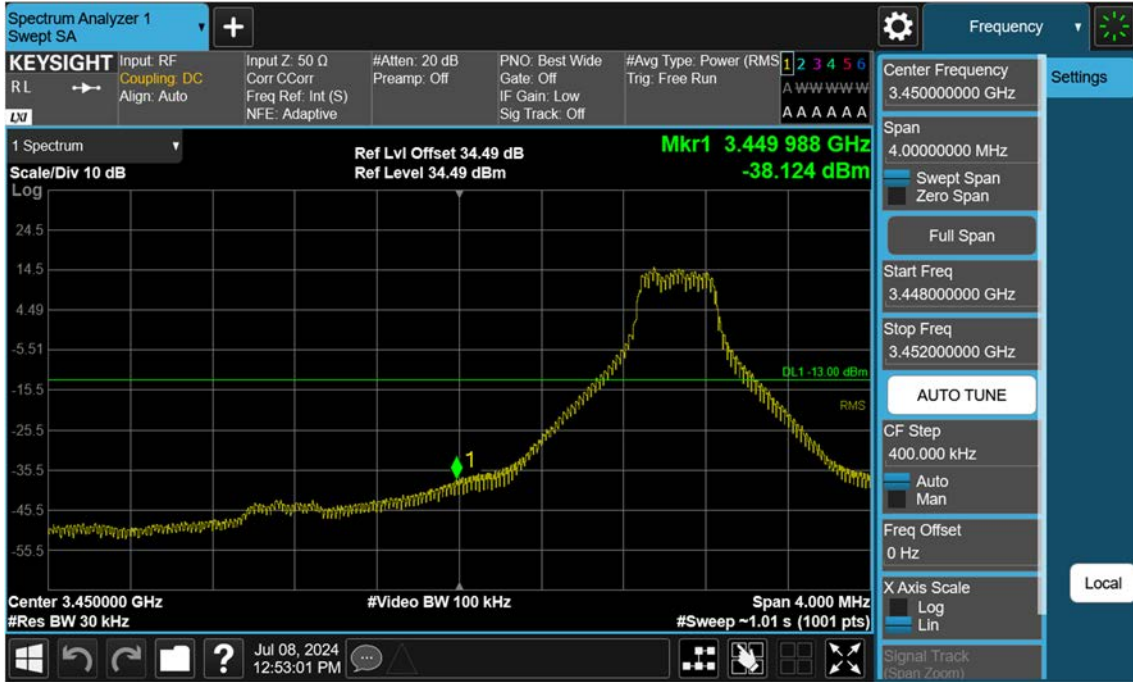 Spectrum Analyzer 1
Swept SA
Frequency
KEYSIGHT
R L
LXI
Input: RF
Coupling: DC
Align: Auto
Input Z: 50 Ω
Corr CCorr
Freq Ref: Int (S)
NFE: Adaptive
#Atten: 20 dB
Preamp: Off
PNO: Best Wide
Gate: Off
IF Gain: Low
Sig Track: Off
#Avg Type: Power (RMS
Trig: Free Run
1 2 3 4 5 6
A W W W W W
A A A A A A
1 Spectrum
Scale/Div 10 dB
Ref Lvl Offset 34.49 dB
Ref Level 34.49 dBm
Mkr1 3.449 988 GHz
-38.124 dBm
Log
24.5
14.5
4.49
-5.51
-15.5
-25.5
-35.5
-45.5
-55.5
DL1 -13.00 dBm
RMS
1
Center 3.450000 GHz
#Res BW 30 kHz
#Video BW 100 kHz
Span 4.000 MHz
#Sweep ~1.01 s (1001 pts)
Jul 08, 2024
12:53:01 PM
Center Frequency
3.450000000 GHz
Span
4.00000000 MHz
Swept Span
Zero Span
Full Span
Start Freq
3.448000000 GHz
Stop Freq
3.452000000 GHz
AUTO TUNE
CF Step
400.000 kHz
Auto
Man
Freq Offset
0 Hz
X Axis Scale
Log
Lin
Signal Track
(Span Zoom)
Settings
Local